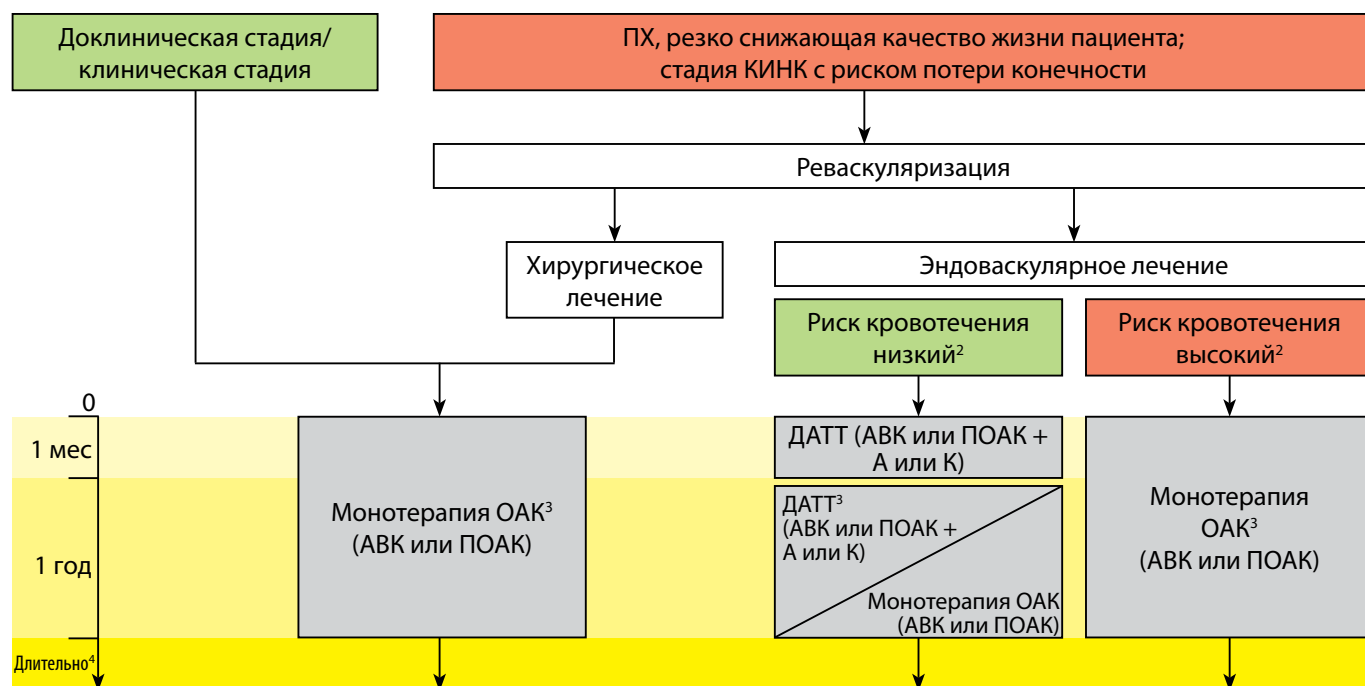 Доклиническая стадия/
клиническая стадия
ПХ, резко снижающая качество жизни пациента;
стадия КИНК с риском потери конечности
Реваскуляризация
Хирургическое
лечение
Эндоваскулярное лечение
Риск кровотечения
низкий²
Риск кровотечения
высокий²
0
1 мес
1 год
Длительно⁴
Монотерапия ОАК³
(АВК или ПОАК)
ДАТТ (АВК или ПОАК +
А или К)
ДАТТ³
(АВК или ПОАК +
А или К)
Монотерапия ОАК
(АВК или ПОАК)
Монотерапия
ОАК³
(АВК или ПОАК)